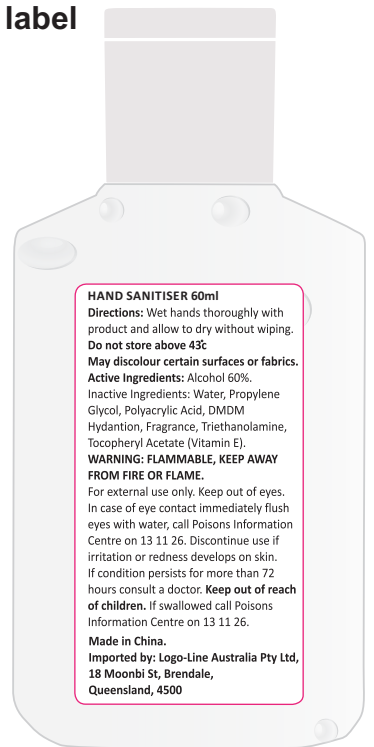 label
HAND SANITISER 60ml
Directions: Wet hands thoroughly with
product and allow to dry without wiping.
Do not store above 43°c
May discolour certain surfaces or fabrics.
Active Ingredients: Alcohol 60%.
Inactive Ingredients: Water, Propylene
Glycol, Polyacrylic Acid, DMDM
Hydantion, Fragrance, Triethanolamine,
Tocopheryl Acetate (Vitamin E).
WARNING: FLAMMABLE, KEEP AWAY
FROM FIRE OR FLAME.
For external use only. Keep out of eyes.
In case of eye contact immediately flush
eyes with water, call Poisons Information
Centre on 13 11 26. Discontinue use if
irritation or redness develops on skin.
If condition persists for more than 72
hours consult a doctor. Keep out of reach
of children. If swallowed call Poisons
Information Centre on 13 11 26.
Made in China.
Imported by: Logo-Line Australia Pty Ltd,
18 Moonbi St, Brendale,
Queensland, 4500